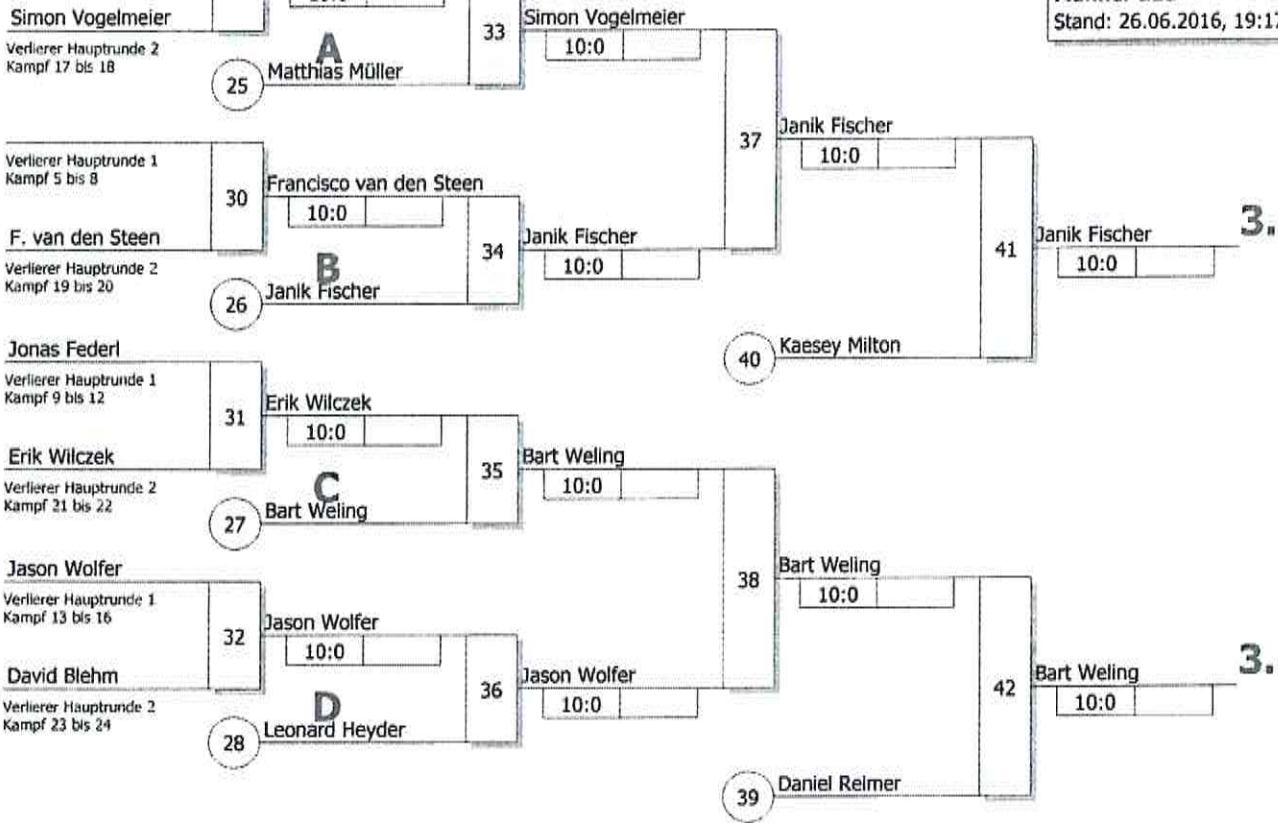 Simon Vogelmeier
Verlierer Hauptrunde 2
Kampf 17 bis 18
A
25
Matthias Müller
33
Simon Vogelmeier
10:0
Stand: 26.06.2016, 19:17
37
Janik Fischer
10:0
Verlierer Hauptrunde 1
Kampf 5 bis 8
30
Francisco van den Steen
10:0
F. van den Steen
34
Janik Fischer
10:0
41
Janik Fischer
10:0
3.
Verlierer Hauptrunde 2
Kampf 19 bis 20
B
26
Janik Fischer
40
Kaesey Milton
Jonas Federl
Verlierer Hauptrunde 1
Kampf 9 bis 12
31
Erik Wilczek
10:0
Erik Wilczek
35
Bart Weling
10:0
Verlierer Hauptrunde 2
Kampf 21 bis 22
C
27
Bart Weling
38
Bart Weling
10:0
Jason Wolfer
Verlierer Hauptrunde 1
Kampf 13 bis 16
32
Jason Wolfer
10:0
David Blehm
36
Jason Wolfer
10:0
42
Bart Weling
10:0
3.
Verlierer Hauptrunde 2
Kampf 23 bis 24
D
28
Leonard Heyder
39
Daniel Reimer